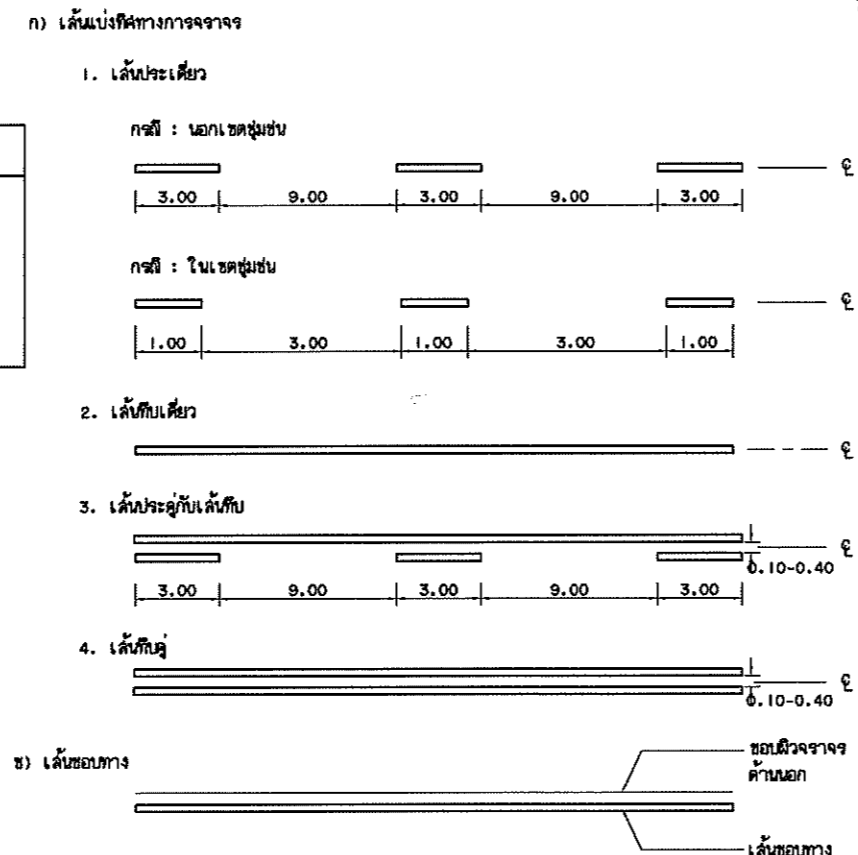 ก) เส้นแบ่งทิศทางการจราจร
1. เส้นประเดี่ยว
กรณี : นอกเขตชุมชน
℄
3.00 9.00 3.00 9.00 3.00
กรณี : ในเขตชุมชน
℄
1.00 3.00 1.00 3.00 1.00
2. เส้นทึบเดี่ยว
℄
3. เส้นประคู่กับเส้นทึบ
℄
0.10-0.40
3.00 9.00 3.00 9.00 3.00
4. เส้นทึบคู่
℄
0.10-0.40
ข) เส้นขอบทาง
ขอบผิวจราจร
ด้านนอก
เส้นขอบทาง